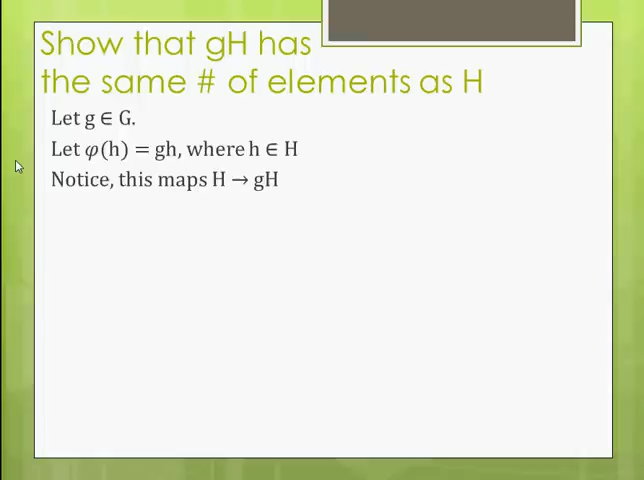 Show that gH has
the same # of elements as H
Let g ∈ G.
Let φ(h) = gh, where h ∈ H
Notice, this maps H → gH